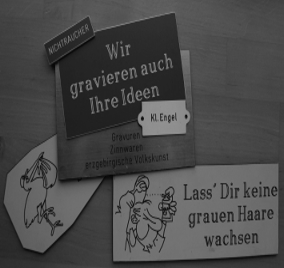 NICHTRAUCHER
Wir
gravieren auch
Ihre Ideen
Kl. Engel
Gravuren
Zinnwaren
erzgebirgische Volkskunst
Lass' Dir keine
grauen Haare
wachsen